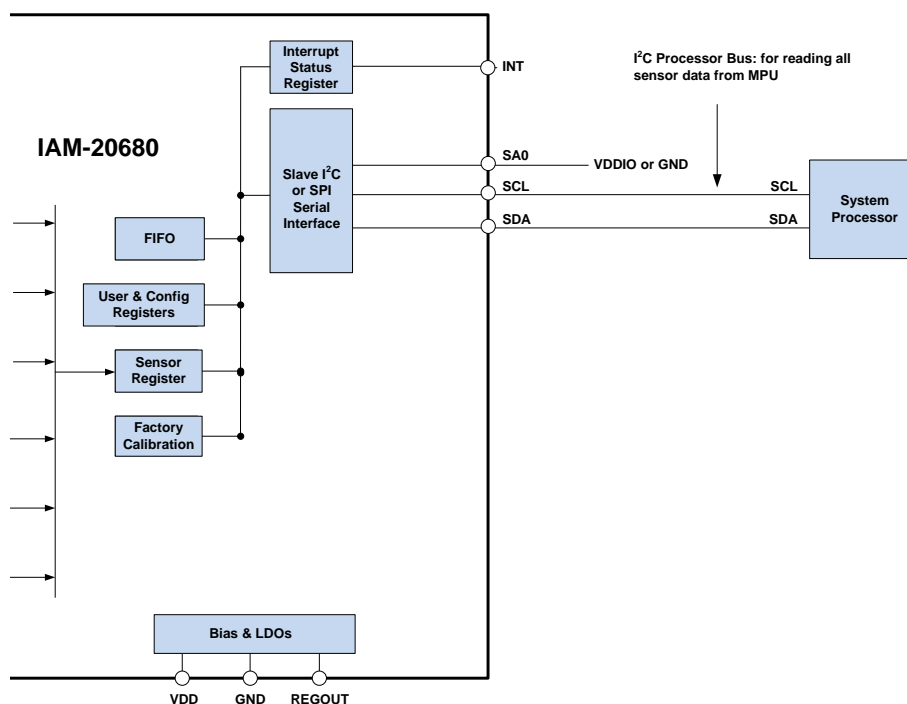 Interrupt
Status
Register
INT
I²C Processor Bus: for reading all
sensor data from MPU
IAM-20680
Slave I²C
or SPI
Serial
Interface
SA0
VDDIO or GND
SCL
SCL
SDA
SDA
System
Processor
FIFO
User & Config
Registers
Sensor
Register
Factory
Calibration
Bias & LDOs
VDD
GND
REGOUT